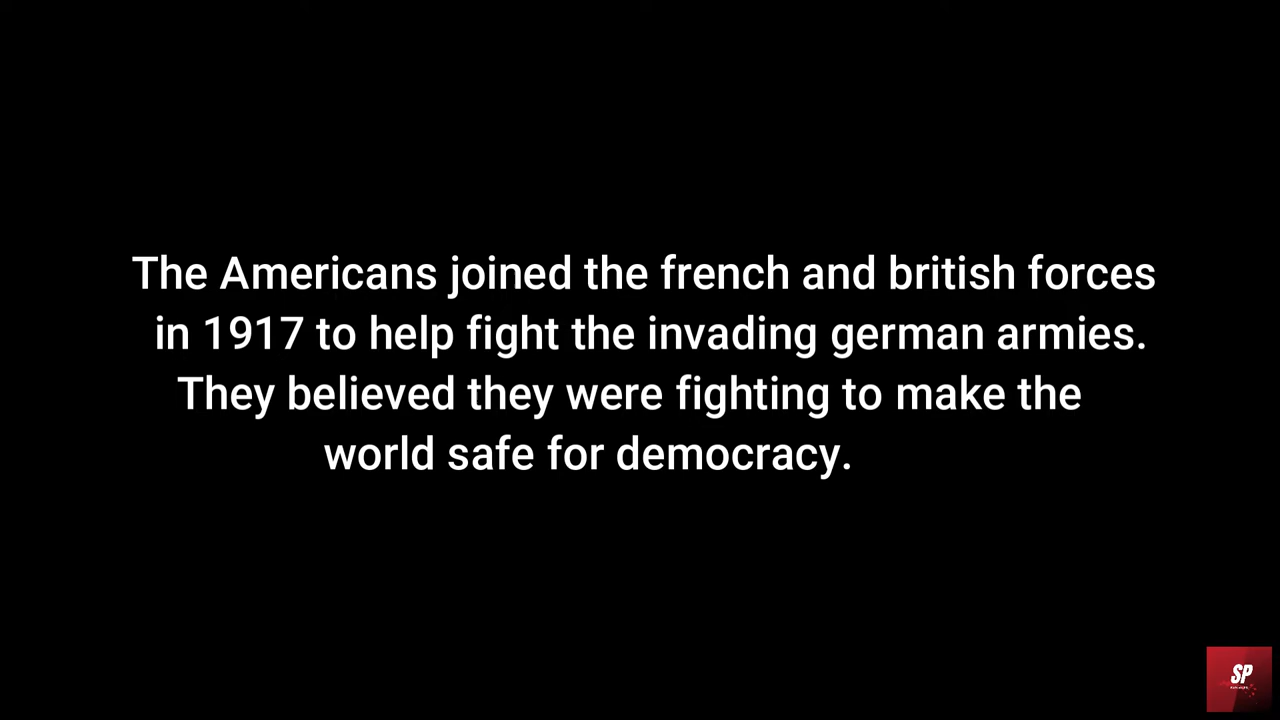 The Americans joined the french and british forces
in 1917 to help fight the invading german armies.
They believed they were fighting to make the
world safe for democracy.
SP